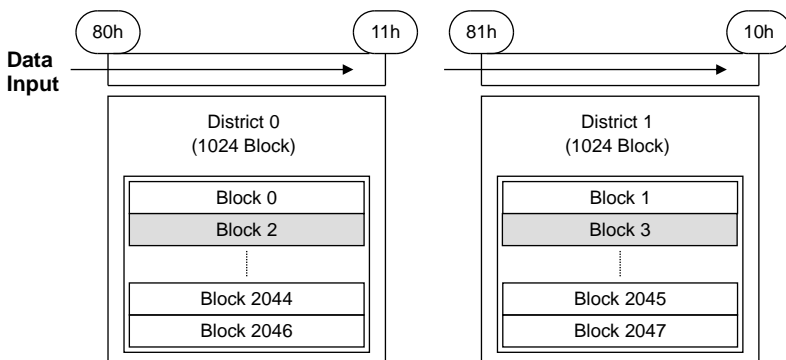 80h 11h 81h 10h
Data
Input
District 0
(1024 Block)
Block 0
Block 2
Block 2044
Block 2046
District 1
(1024 Block)
Block 1
Block 3
Block 2045
Block 2047